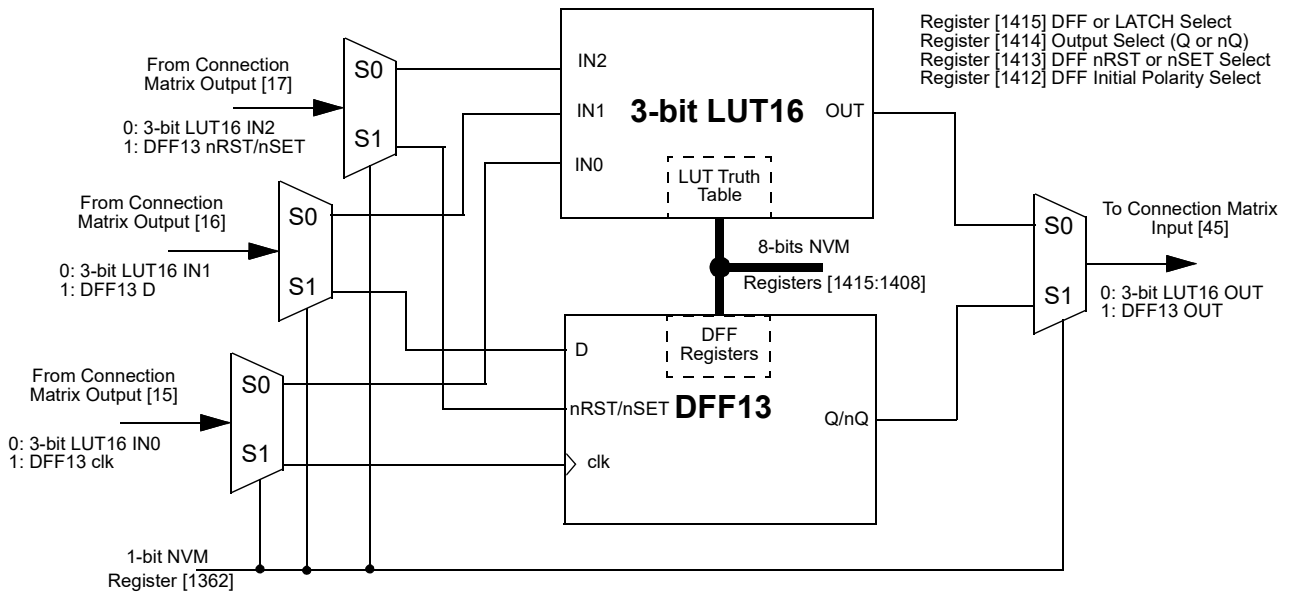 Register [1415] DFF or LATCH Select
Register [1414] Output Select (Q or nQ)
Register [1413] DFF nRST or nSET Select
Register [1412] DFF Initial Polarity Select
From Connection
Matrix Output [17]
0: 3-bit LUT16 IN2
1: DFF13 nRST/nSET
S0
S1
From Connection
Matrix Output [16]
0: 3-bit LUT16 IN1
1: DFF13 D
S0
S1
From Connection
Matrix Output [15]
0: 3-bit LUT16 IN0
1: DFF13 clk
S0
S1
IN2
IN1
IN0
3-bit LUT16
OUT
LUT Truth
Table
8-bits NVM
Registers [1415:1408]
DFF
Registers
D
nRST/nSET
DFF13
clk
Q/nQ
S0
S1
To Connection Matrix
Input [45]
0: 3-bit LUT16 OUT
1: DFF13 OUT
1-bit NVM
Register [1362]